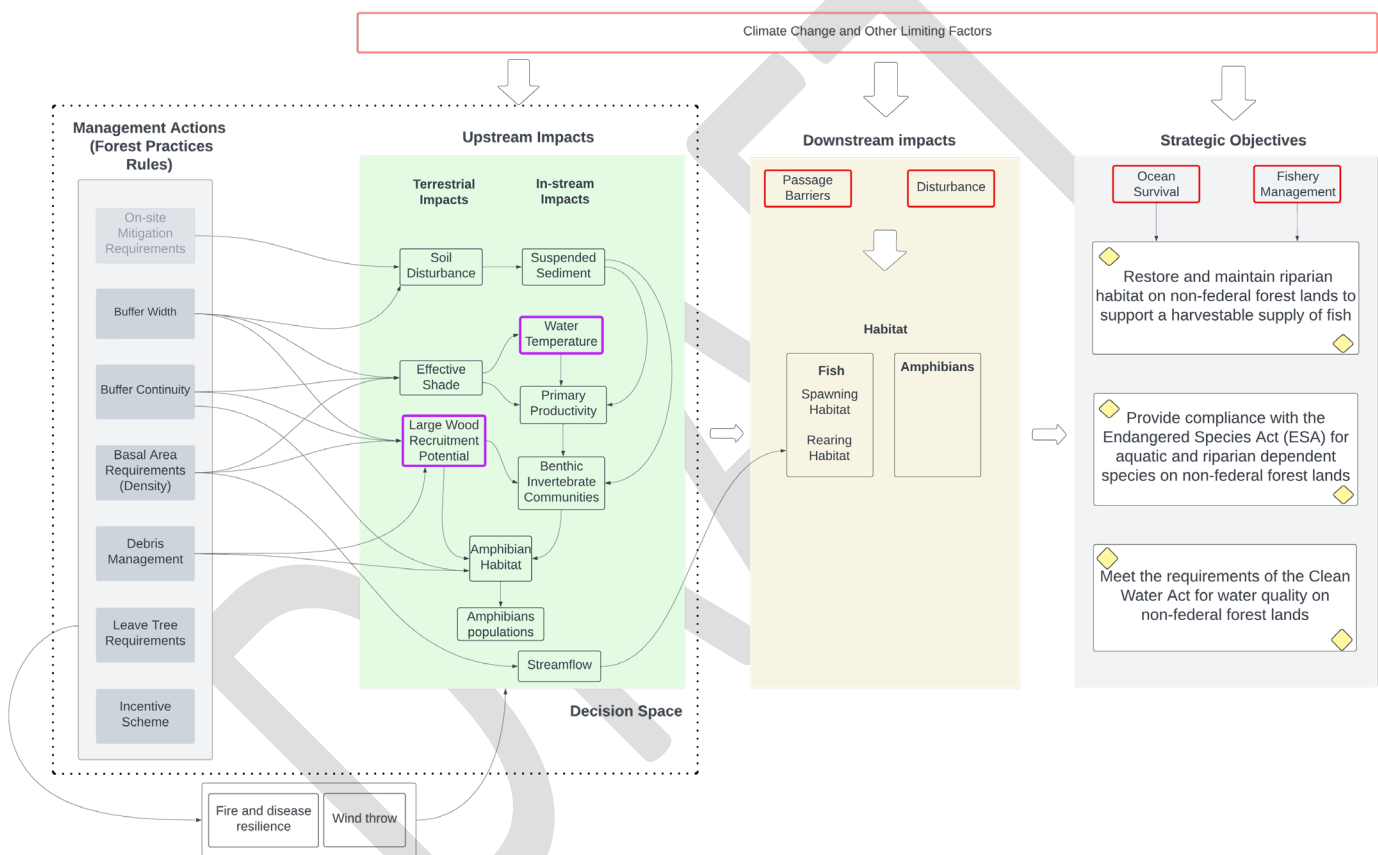 Climate Change and Other Limiting Factors
Management Actions
(Forest Practices
Rules)
Upstream Impacts
Downstream impacts
Strategic Objectives
On-site
Mitigation
Requirements
Buffer Width
Buffer Continuity
Basal Area
Requirements
(Density)
Debris
Management
Leave Tree
Requirements
Incentive
Scheme
Terrestrial
Impacts
In-stream
Impacts
Soil
Disturbance
Suspended
Sediment
Water
Temperature
Effective
Shade
Primary
Productivity
Large Wood
Recruitment
Potential
Benthic
Invertebrate
Communities
Amphibian
Habitat
Amphibians
populations
Streamflow
Decision Space
Fire and disease
resilience
Wind throw
Passage
Barriers
Disturbance
Habitat
Fish
Spawning
Habitat
Rearing
Habitat
Amphibians
Ocean
Survival
Fishery
Management
Restore and maintain riparian
habitat on non-federal forest lands to
support a harvestable supply of fish
Provide compliance with the
Endangered Species Act (ESA) for
aquatic and riparian dependent
species on non-federal forest lands
Meet the requirements of the Clean
Water Act for water quality on
non-federal forest lands
DRAFT